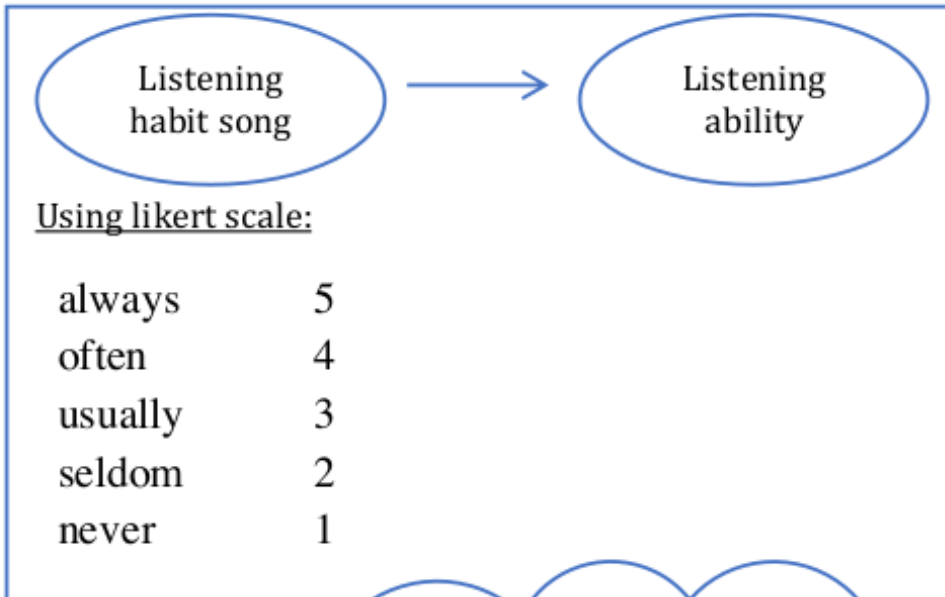 Listening
habit song
Listening
ability
Using likert scale:
always 5
often 4
usually 3
seldom 2
never 1